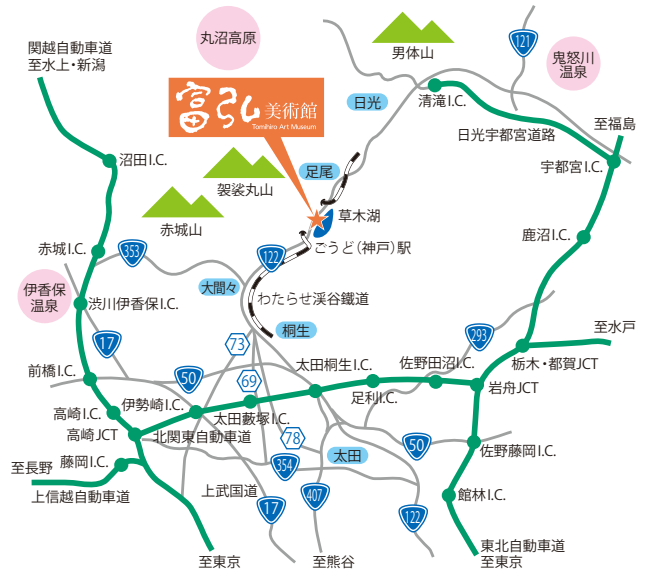 関越自動車道
至水上・新潟
丸沼高原
男体山
121
鬼怒川
温泉
富弘美術館
Tomihiro Art Museum
日光
清滝I.C.
日光宇都宮道路
至福島
宇都宮I.C.
沼田I.C.
袈裟丸山
足尾
赤城山
草木湖
ごうど（神戸）駅
鹿沼I.C.
赤城I.C.
353
122
伊香保
温泉
渋川伊香保I.C.
大間々
わたらせ渓谷鐵道
桐生
17
73
293
至水戸
栃木・都賀JCT
前橋I.C.
50
69
太田桐生I.C.
佐野田沼I.C.
岩舟JCT
足利I.C.
伊勢崎I.C.
太田藪塚I.C.
高崎I.C.
高崎JCT
北関東自動車道
78
太田
50
佐野藤岡I.C.
藤岡I.C.
354
至長野
上信越自動車道
上武国道
17
407
122
館林I.C.
至東京
至熊谷
東北自動車道
至東京